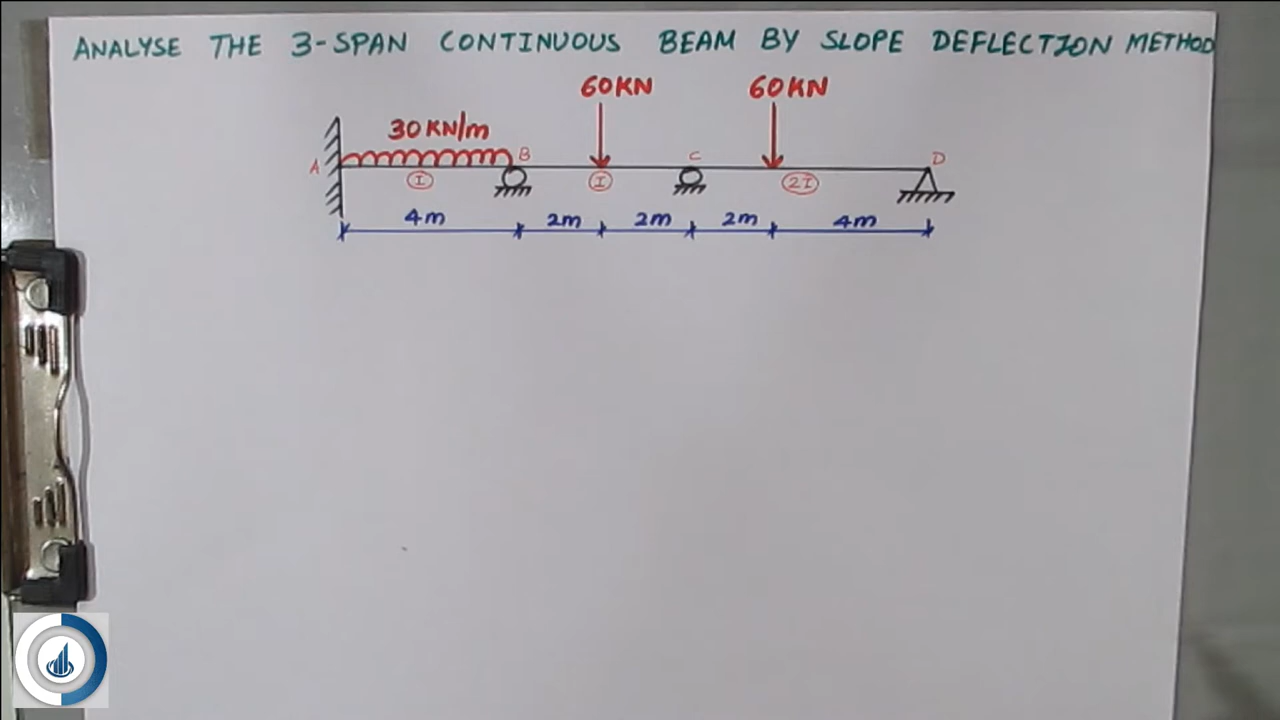 ANALYSE THE 3-SPAN CONTINUOUS BEAM BY SLOPE DEFLECTION METHOD
60KN 60KN
30KN/m
A B C D
I I 2I
4m 2m 2m 2m 4m